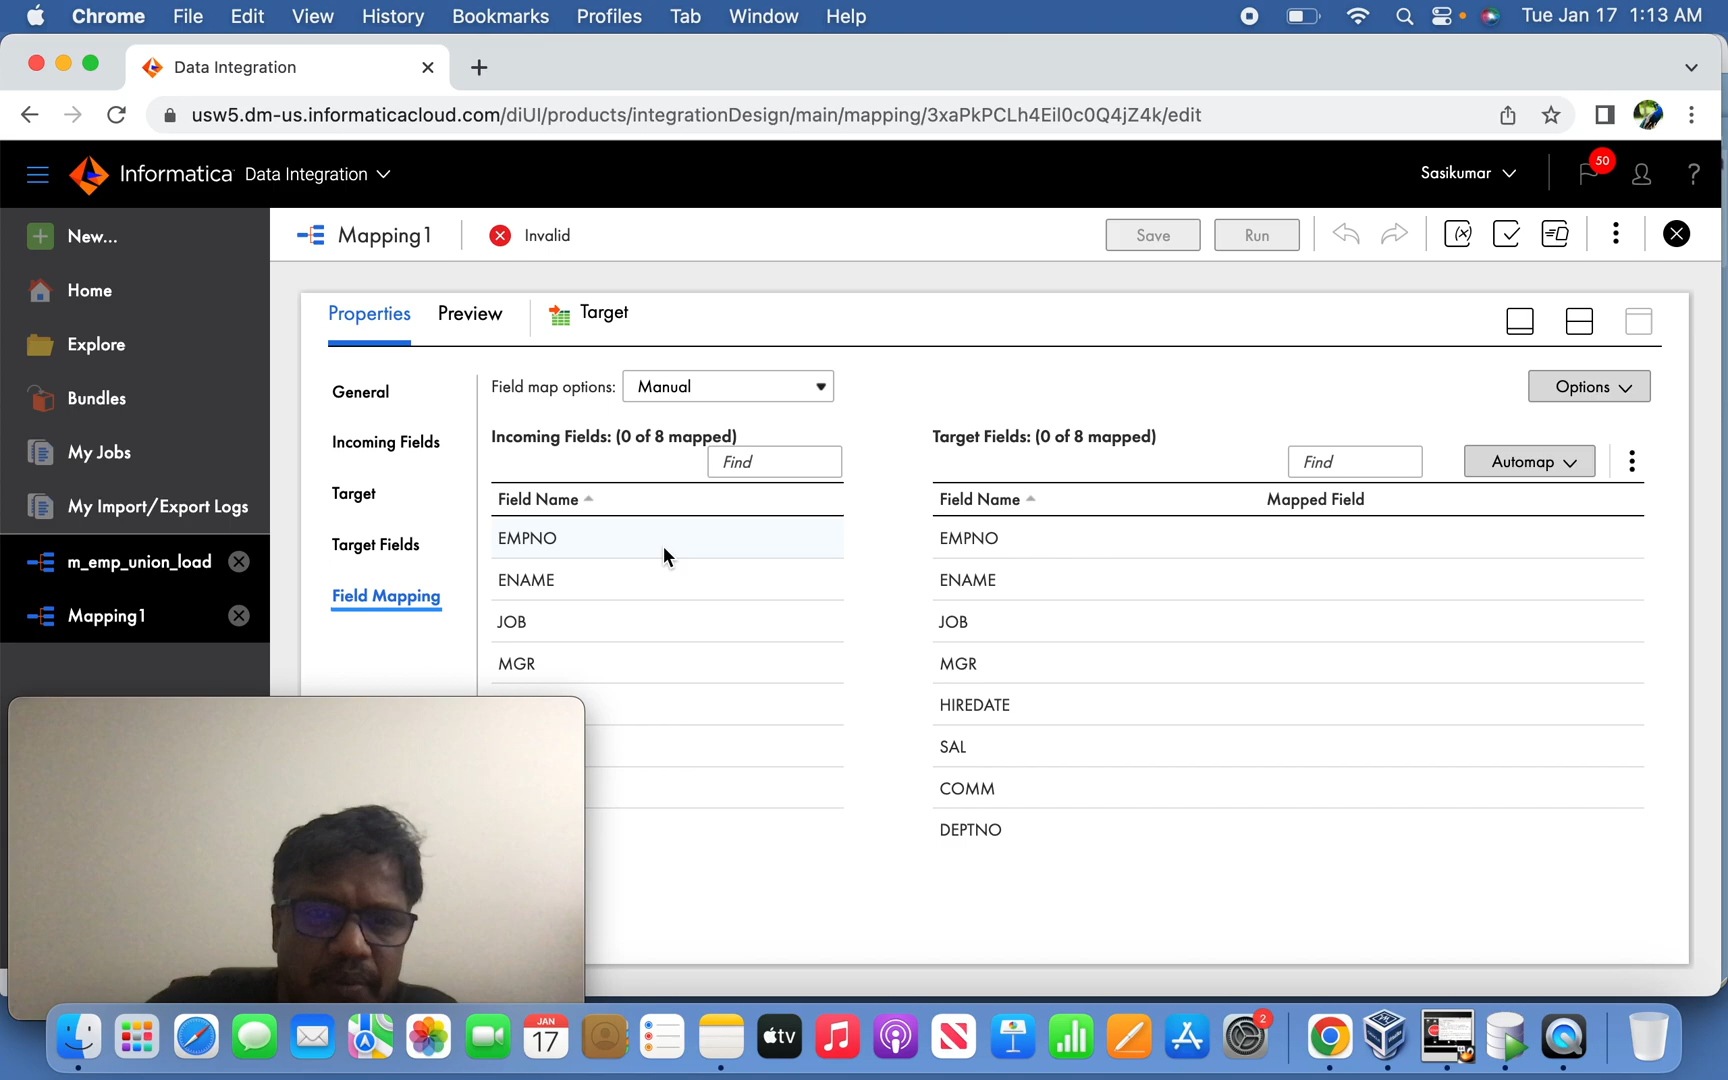 Chrome File Edit View History Bookmarks Profiles Tab Window Help Tue Jan 17 1:13 AM
Data Integration
usw5.dm-us.informaticacloud.com/diUI/products/integrationDesign/main/mapping/3xaPkPCLh4Eil0c0Q4jZ4k/edit
Informatica Data Integration Sasikumar 50 ?
New... Mapping1 Invalid Save Run
Home
Properties Preview Target
Explore
General Field map options: Manual Options
Bundles
Incoming Fields Incoming Fields: (0 of 8 mapped) Target Fields: (0 of 8 mapped)
My Jobs Find Find Automap
Target Field Name Field Name Mapped Field
My Import/Export Logs
Target Fields EMPNO EMPNO
m_emp_union_load ENAME ENAME
Field Mapping
Mapping1 JOB JOB
MGR MGR
HIREDATE
SAL
COMM
DEPTNO
JAN
17
tv
2